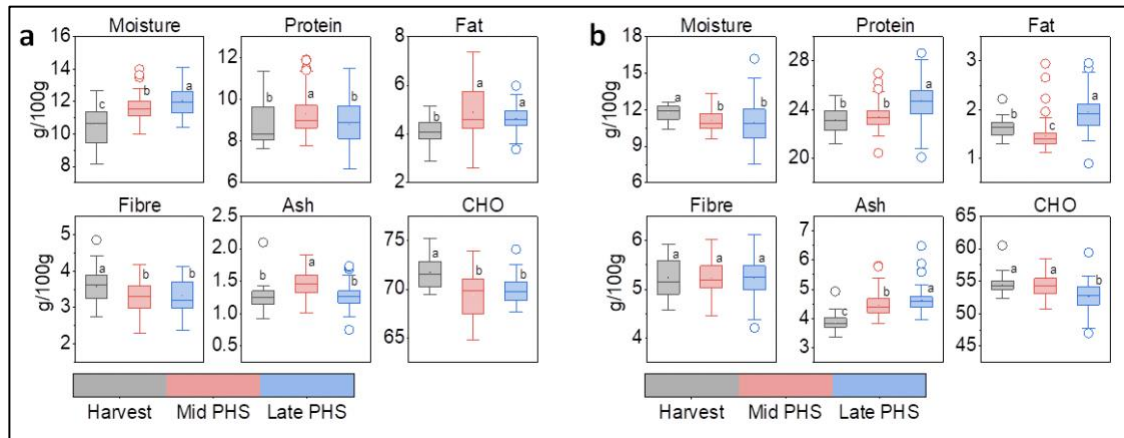 a
Moisture Protein Fat
g/100g
16
14
12
10
8
c b a
12
10
8
6
b a b
8
6
4
2
b a a
Fibre Ash CHO
g/100g
5
4
3
2
a b b
2.5
2.0
1.5
1.0
0.5
0.0
b a b
75
70
65
a b b
Harvest Mid PHS Late PHS
b
Moisture Protein Fat
g/100g
18
15
12
9
6
a b b
28
24
20
b b a
3
2
1
b c a
Fibre Ash CHO
g/100g
6
5
4
3
a a a
7
6
5
4
3
c b a
65
60
55
50
45
a a b
Harvest Mid PHS Late PHS